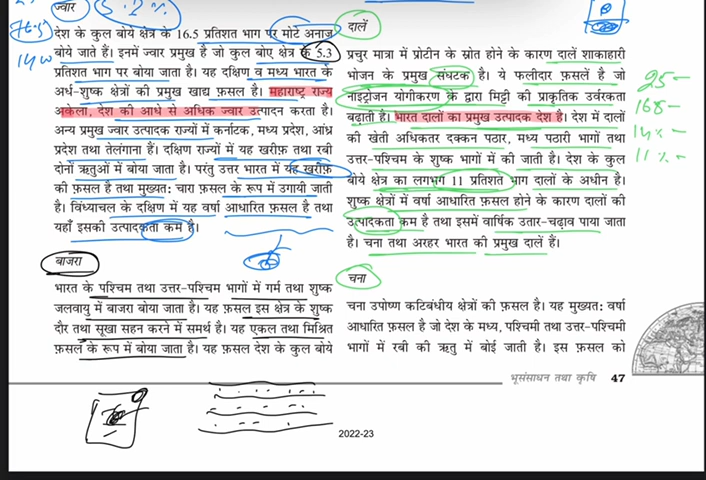 ज्वार
5.2%
देश के कुल बोये क्षेत्र के 16.5 प्रतिशत भाग पर मोटे अनाज
बोये जाते हैं। इनमें ज्वार प्रमुख है जो कुल बोए क्षेत्र के 5.3
प्रतिशत भाग पर बोया जाता है। यह दक्षिण व मध्य भारत के
अर्ध-शुष्क क्षेत्रों की प्रमुख खाद्य फ़सल है। महाराष्ट्र राज्य
अकेला, देश की आधे से अधिक ज्वार उत्पादन करता है।
अन्य प्रमुख ज्वार उत्पादक राज्यों में कर्नाटक, मध्य प्रदेश, आंध्र
प्रदेश तथा तेलंगाना हैं। दक्षिण राज्यों में यह खरीफ़ तथा रबी
दोनों ऋतुओं में बोया जाता है। परंतु उत्तर भारत में यह खरीफ़
की फ़सल है तथा मुख्यतः चारा फ़सल के रूप में उगायी जाती
है। विंध्याचल के दक्षिण में यह वर्षा आधारित फ़सल है तथा
यहाँ इसकी उत्पादकता कम है।
बाजरा
भारत के पश्चिम तथा उत्तर-पश्चिम भागों में गर्म तथा शुष्क
जलवायु में बाजरा बोया जाता है। यह फ़सल इस क्षेत्र के शुष्क
दौर तथा सूखा सहन करने में समर्थ है। यह एकल तथा मिश्रित
फ़सल के रूप में बोया जाता है। यह फ़सल देश के कुल बोये
दालें
प्रचुर मात्रा में प्रोटीन के स्रोत होने के कारण दालें शाकाहारी
भोजन के प्रमुख संघटक है। ये फलीदार फ़सलें है जो
नाइट्रोजन योगीकरण के द्वारा मिट्टी की प्राकृतिक उर्वरकता
बढ़ाती है। भारत दालों का प्रमुख उत्पादक देश है। देश में दालों
की खेती अधिकतर दक्कन पठार, मध्य पठारी भागों तथा
उत्तर-पश्चिम के शुष्क भागों में की जाती है। देश के कुल
बोये क्षेत्र का लगभग 11 प्रतिशत भाग दालों के अधीन है।
शुष्क क्षेत्रों में वर्षा आधारित फ़सल होने के कारण दालों की
उत्पादकता कम है तथा इसमें वार्षिक उतार-चढ़ाव पाया जाता
है। चना तथा अरहर भारत की प्रमुख दालें हैं।
25-
168-
14%-
11%-
चना
चना उपोष्ण कटिबंधीय क्षेत्रों की फ़सल है। यह मुख्यतः वर्षा
आधारित फ़सल है जो देश के मध्य, पश्चिमी तथा उत्तर-पश्चिमी
भागों में रबी की ऋतु में बोई जाती है। इस फ़सल को
भूसंसाधन तथा कृषि 47
2022-23